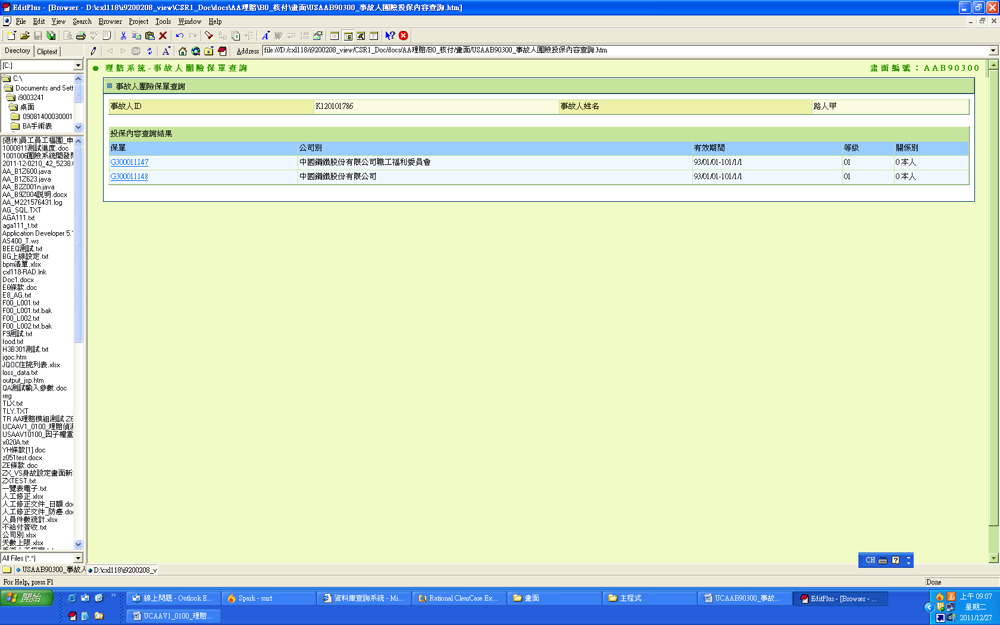 EditPlus - [Browser - D:\cxl118\i9200208_view\CSR1_Doc\docs\AA理賠\B0_核付\畫面\USAAB90300_事故人團險投保內容查詢.htm]
File Edit View Search Browser Project Tools Window Help
Directory Cliptext
Address file:///D:/cxl118/i9200208_view/CSR1_Doc/docs/AA理賠/B0_核付/畫面/USAAB90300_事故人團險投保內容查詢.htm
[C:]
C:\
Documents and Sett
i9003241
桌面
09081400030001
BA手術表
(退休)員工員工福團_申
1000811測試進度.doc
1001006團險系統開發問
2011-12-0210_42_5238.
AA_B1Z600.java
AA_B1Z623.java
AA_B2Z001n.java
AA_B9Z004說明.docx
AA_M221576431.log
AG_SQL.TXT
AGA111.txt
aga111_t.txt
Application Developer 5.
AS400_T.ws
BEEQ測試.txt
BG上線設定.txt
bpm清單.xlsx
cxl118-RAD.lnk
Doc1.docx
E6條款.doc
E8_AG.txt
F00_L001.txt
F00_L001.txt.bak
F00_L002.txt
F00_L002.txt.bak
F9測試.txt
food.txt
H3B301測試.txt
jqoc.htm
JQOC住院列表.xlsx
loss_data.txt
output_jsp.htm
QA測試輸入參數.doc
reg
TLX.txt
TLY.TXT
TR AA理賠模組測試 Z6
UCAAV1_0100_理賠偵測
USAAV10100_因子權重
x020A.txt
YH條款[1].doc
z051test.docx
ZE條款.doc
ZX_VS身故設定畫面新
ZXTEST.txt
一覽表電子.txt
人工修正.xlsx
人工修正文件_日額.doc
人工修正文件_防癌.doc
人員件數統計.xlsx
不給付簽收.txt
公司別.xlsx
天數上限.xlsx
All Files (*.*)
理賠系統-事故人團險保單查詢 畫面編號：AAB90300
事故人團險保單查詢
事故人ID K120101786 事故人姓名 路人甲
投保內容查詢結果
保單 公司別 有效期間 等級 關係別
G300011147 中國鋼鐵股份有限公司職工福利委員會 93/01/01-101/1/1 01 0 本人
G300011148 中國鋼鐵股份有限公司 93/01/01-101/1/1 01 0 本人
CH
USAAB90300_事故人 D:\cxl118\i9200208_v
For Help, press F1 Done
開始 線上問題 - Outlook E... Spark - ssirt 資料庫查詢系統 - Mi... Rational ClearCase Ex... 畫面 主程式 UCAAB90300_事故... EditPlus - [Browser - ...
UCAAV1_0100_理賠...
上午 09:07
星期二
2011/12/27